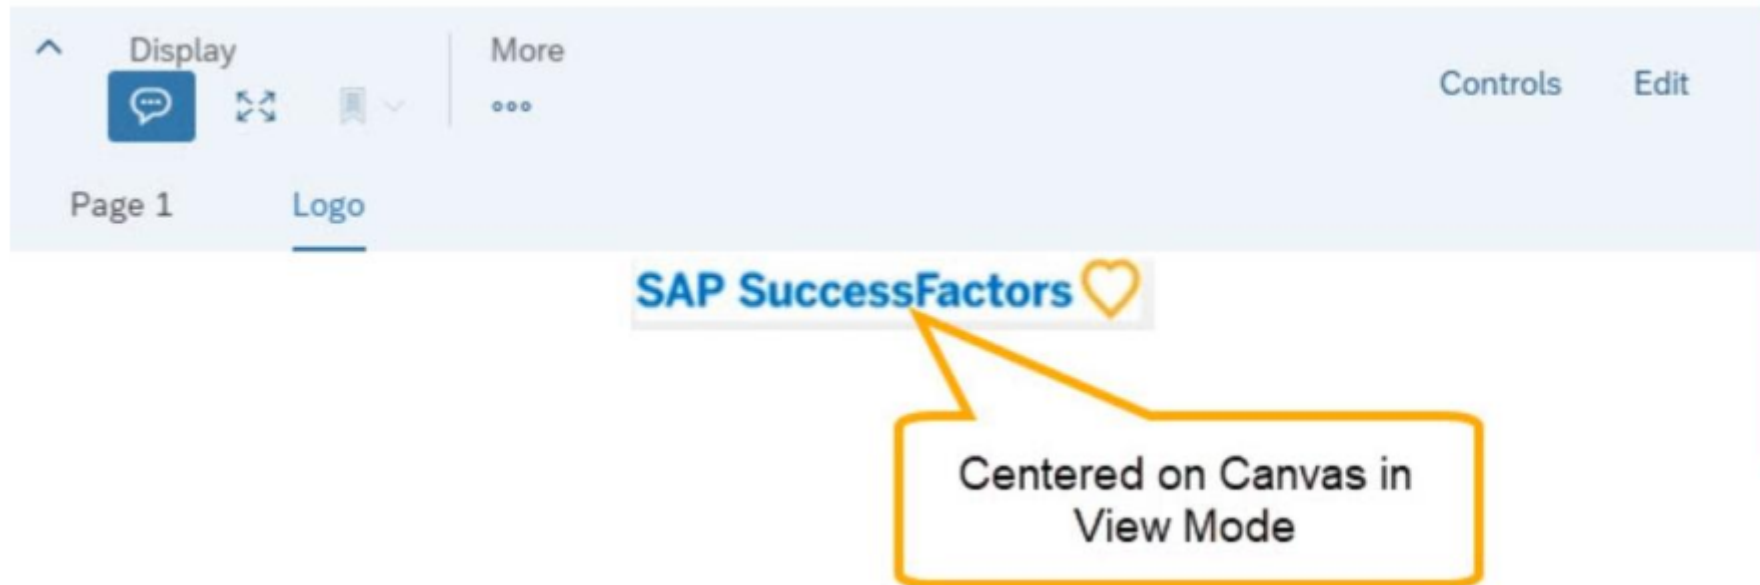 Display
More
Controls
Edit
Page 1
Logo
SAP SuccessFactors
Centered on Canvas in
View Mode